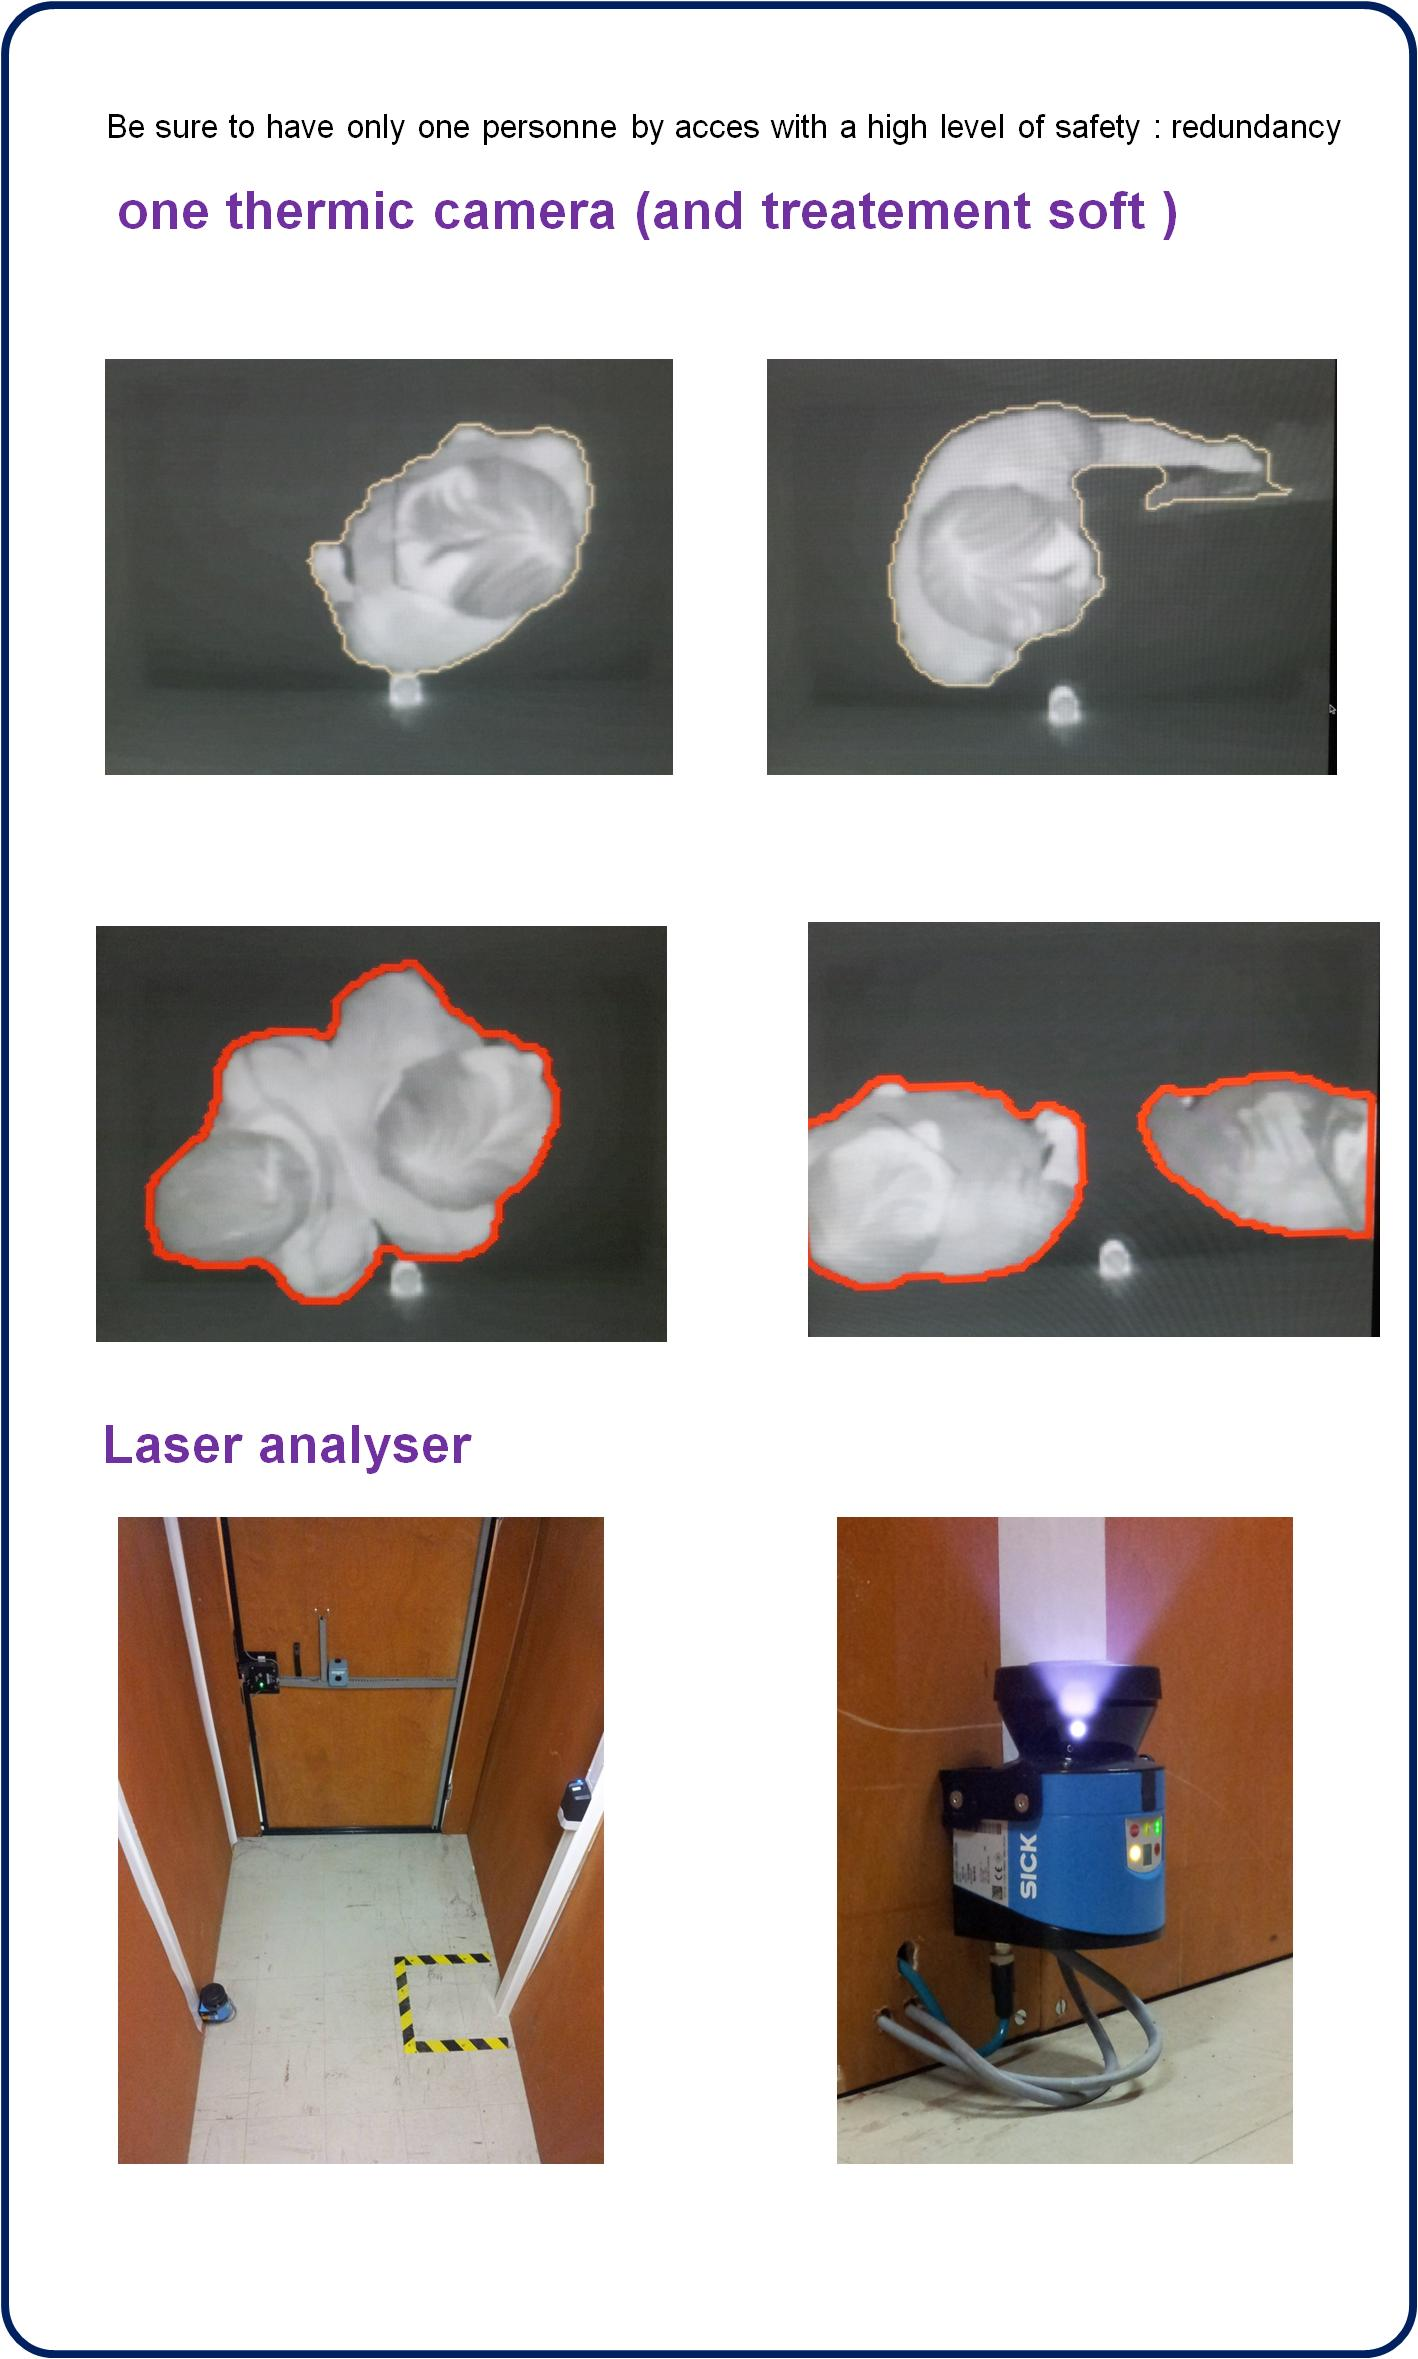 Be sure to have only one personne by acces with a high level of safety : redundancy
one thermic camera (and treatement soft )
Laser analyser
SICK